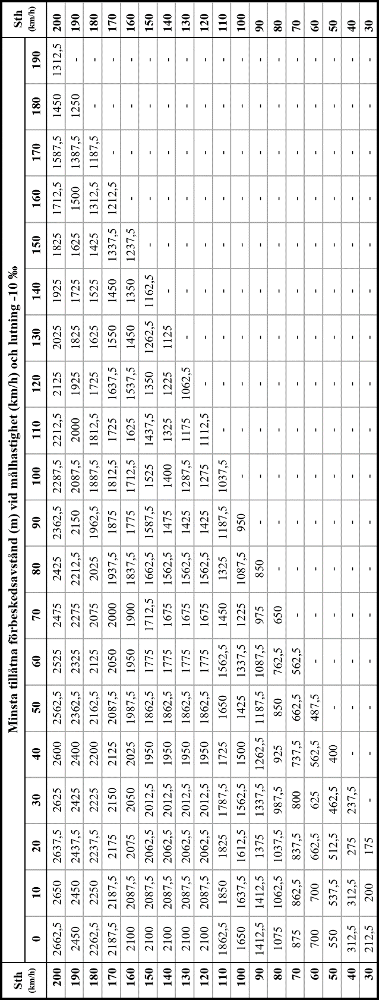 Minsta tillåtna förbeskedsavstånd (m) vid målhastighet (km/h) och lutning -10 ‰
Sth (km/h) 0 10 20 30 40 50 60 70 80 90 100 110 120 130 140 150 160 170 180 190 Sth (km/h)
200 2662,5 2650 2637,5 2625 2600 2562,5 2525 2475 2425 2362,5 2287,5 2212,5 2125 2025 1925 1825 1712,5 1587,5 1450 1312,5 200
190 2450 2450 2437,5 2425 2400 2362,5 2325 2275 2212,5 2150 2087,5 2000 1925 1825 1725 1625 1500 1387,5 1250 - 190
180 2262,5 2250 2237,5 2225 2200 2162,5 2125 2075 2025 1962,5 1887,5 1812,5 1725 1625 1525 1425 1312,5 1187,5 - - 180
170 2187,5 2187,5 2175 2150 2125 2087,5 2050 2000 1937,5 1875 1812,5 1725 1637,5 1550 1450 1337,5 1212,5 - - - 170
160 2100 2087,5 2075 2050 2025 1987,5 1950 1900 1837,5 1775 1712,5 1625 1537,5 1450 1350 1237,5 - - - - 160
150 2100 2087,5 2062,5 2012,5 1950 1862,5 1775 1712,5 1662,5 1587,5 1525 1437,5 1350 1262,5 1162,5 - - - - - 150
140 2100 2087,5 2062,5 2012,5 1950 1862,5 1775 1675 1562,5 1475 1400 1325 1225 1125 - - - - - - 140
130 2100 2087,5 2062,5 2012,5 1950 1862,5 1775 1675 1562,5 1425 1287,5 1175 1062,5 - - - - - - - 130
120 2100 2087,5 2062,5 2012,5 1950 1862,5 1775 1675 1562,5 1425 1275 1112,5 - - - - - - - - 120
110 1862,5 1850 1825 1787,5 1725 1650 1562,5 1450 1325 1187,5 1037,5 - - - - - - - - - 110
100 1650 1637,5 1612,5 1562,5 1500 1425 1337,5 1225 1087,5 950 - - - - - - - - - - 100
90 1412,5 1412,5 1375 1337,5 1262,5 1187,5 1087,5 975 850 - - - - - - - - - - - 90
80 1075 1062,5 1037,5 987,5 925 850 762,5 650 - - - - - - - - - - - - 80
70 875 862,5 837,5 800 737,5 662,5 562,5 - - - - - - - - - - - - - 70
60 700 700 662,5 625 562,5 487,5 - - - - - - - - - - - - - - 60
50 550 537,5 512,5 462,5 400 - - - - - - - - - - - - - - - 50
40 312,5 312,5 275 237,5 - - - - - - - - - - - - - - - - 40
30 212,5 200 175 - - - - - - - - - - - - - - - - - 30